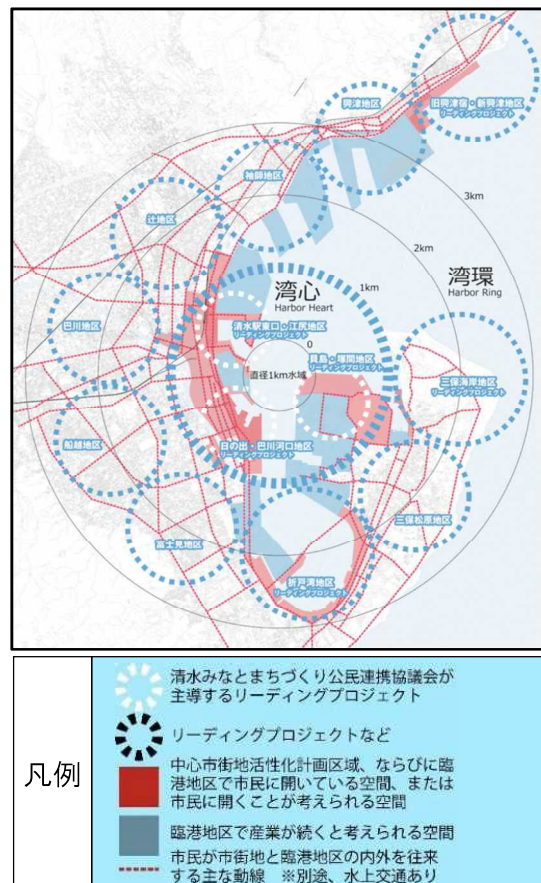 旧興津宿・新興津地区
リーディングプロジェクト
興津地区
袖師地区
3km
辻地区
2km
湾心
Harbor Heart
1km
湾環
Harbor Ring
巴川地区
清水駅東口・江尻地区
リーディングプロジェクト
0
貝島・塚間地区
リーディングプロジェクト
直径1km水域
三保海岸地区
リーディングプロジェクト
船越地区
日の出・巴川河口地区
リーディングプロジェクト
三保松原地区
富士見地区
折戸湾地区
リーディングプロジェクト
凡例
清水みなとまちづくり公民連携協議会が
主導するリーディングプロジェクト
リーディングプロジェクトなど
中心市街地活性化計画区域、ならびに臨
港地区で市民に開いている空間、または
市民に開くことが考えられる空間
臨港地区で産業が続くと考えられる空間
市民が市街地と臨港地区の内外を往来
する主な動線　※別途、水上交通あり